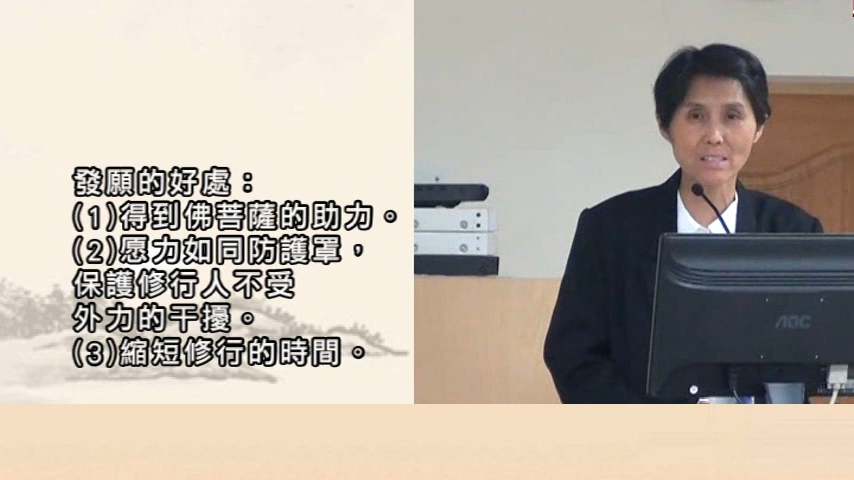 發願的好處：
(1)得到佛菩薩的助力。
(2)愿力如同防護罩，
保護修行人不受
外力的干擾。
(3)縮短修行的時間。
AOC